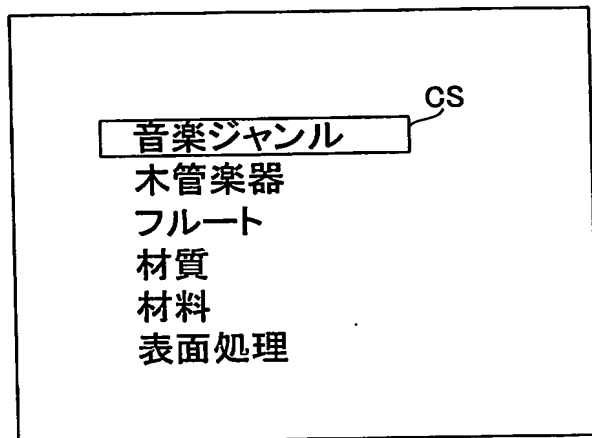 CS
音楽ジャンル
木管楽器
フルート
材質
材料
表面処理